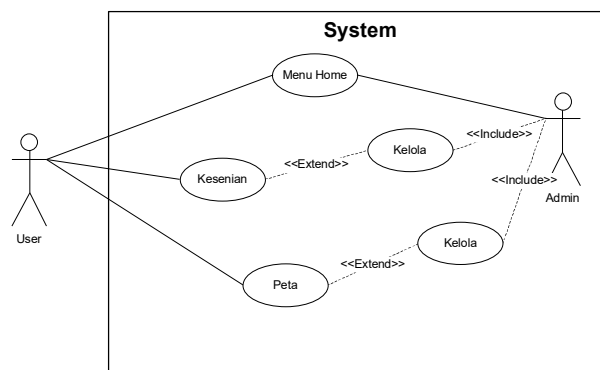 System
Menu Home
<<Include>>
Kelola
<<Extend>>
Kesenian
<<Include>>
Admin
User
Kelola
<<Extend>>
Peta